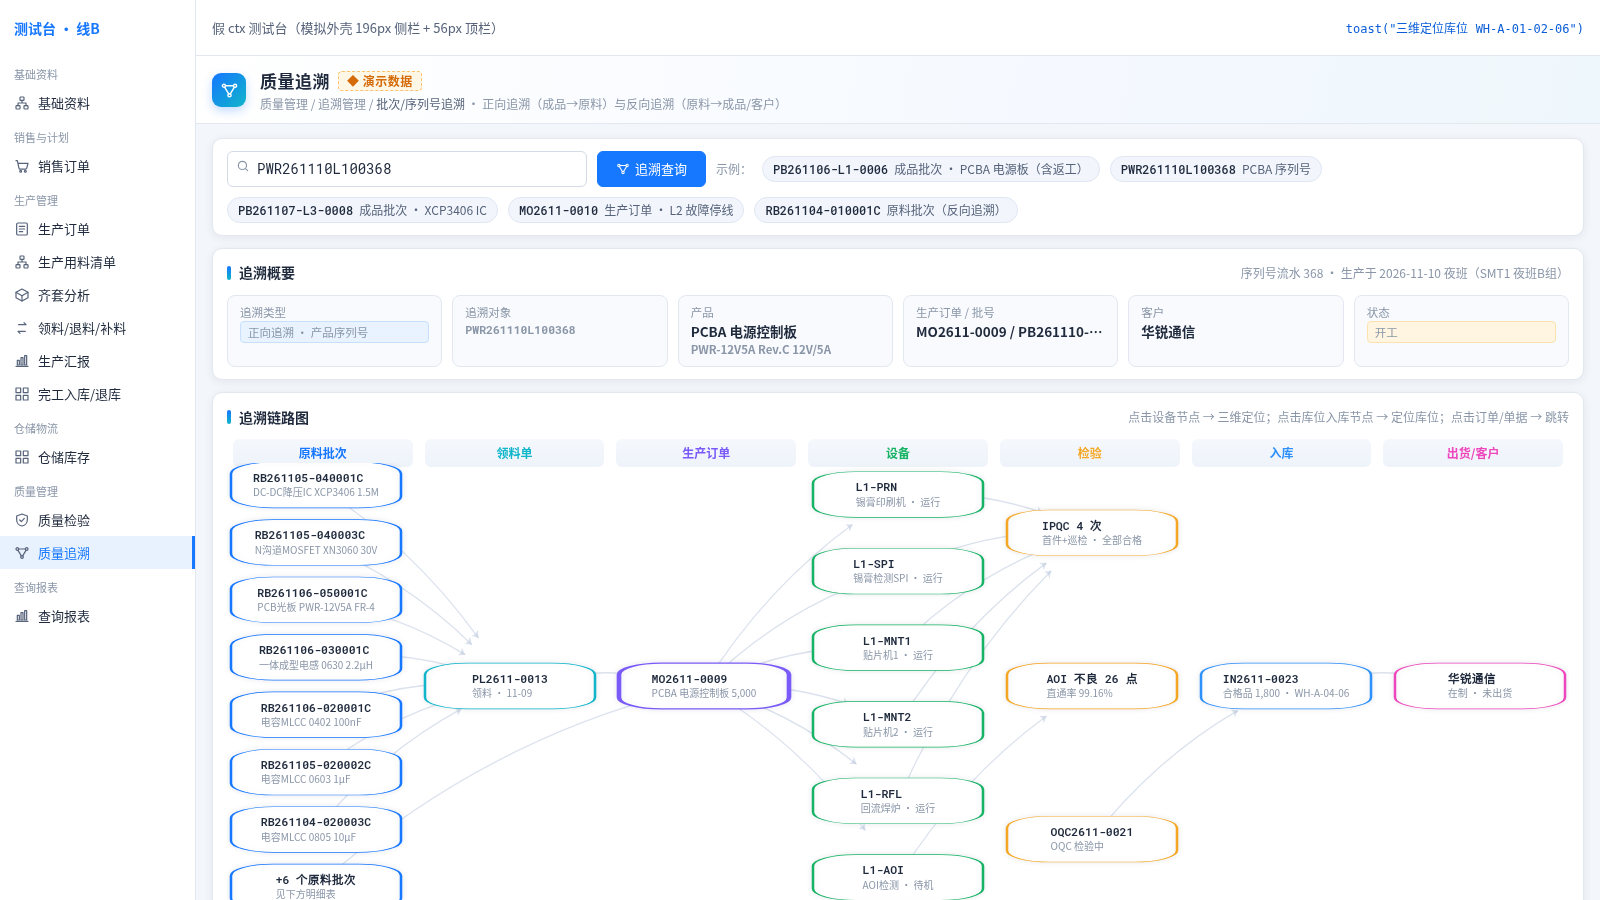 测试台 · 线B
假 ctx 测试台（模拟外壳 196px 侧栏 + 56px 顶栏）
toast("三维定位库位 WH-A-01-02-06")
基础资料
基础资料
销售与计划
销售订单
生产管理
生产订单
生产用料清单
齐套分析
领料/退料/补料
生产汇报
完工入库/退库
仓储物流
仓储库存
质量管理
质量检验
质量追溯
查询报表
查询报表
质量追溯
◆ 演示数据
质量管理 / 追溯管理 / 批次/序列号追溯 · 正向追溯（成品→原料）与反向追溯（原料→成品/客户）
PWR261110L100368
追溯查询
示例：
PB261106-L1-0006 成品批次 · PCBA 电源板（含返工）
PWR261110L100368 PCBA 序列号
PB261107-L3-0008 成品批次 · XCP3406 IC
MO2611-0010 生产订单 · L2 故障停线
RB261104-010001C 原料批次（反向追溯）
追溯概要
序列号流水 368 · 生产于 2026-11-10 夜班（SMT1 夜班B组）
追溯类型
正向追溯 · 产品序列号
追溯对象
PWR261110L100368
产品
PCBA 电源控制板
PWR-12V5A Rev.C 12V/5A
生产订单 / 批号
MO2611-0009 / PB261110-···
客户
华锐通信
状态
开工
追溯链路图
点击设备节点 → 三维定位；点击库位入库节点 → 定位库位；点击订单/单据 → 跳转
原料批次
领料单
生产订单
设备
检验
入库
出货/客户
RB261105-040001C
DC-DC降压IC XCP3406 1.5M
RB261105-040003C
N沟道MOSFET XN3060 30V
RB261106-050001C
PCB光板 PWR-12V5A FR-4
RB261106-030001C
一体成型电感 0630 2.2μH
RB261106-020001C
电容MLCC 0402 100nF
RB261105-020002C
电容MLCC 0603 1μF
RB261104-020003C
电容MLCC 0805 10μF
+6 个原料批次
见下方明细表
PL2611-0013
领料 · 11-09
MO2611-0009
PCBA 电源控制板 5,000
L1-PRN
锡膏印刷机 · 运行
L1-SPI
锡膏检测SPI · 运行
L1-MNT1
贴片机1 · 运行
L1-MNT2
贴片机2 · 运行
L1-RFL
回流焊炉 · 运行
L1-AOI
AOI检测 · 待机
IPQC 4 次
首件+巡检 · 全部合格
AOI 不良 26 点
直通率 99.16%
OQC2611-0021
OQC 检验中
IN2611-0023
合格品 1,800 · WH-A-04-06
华锐通信
在制 · 未出货